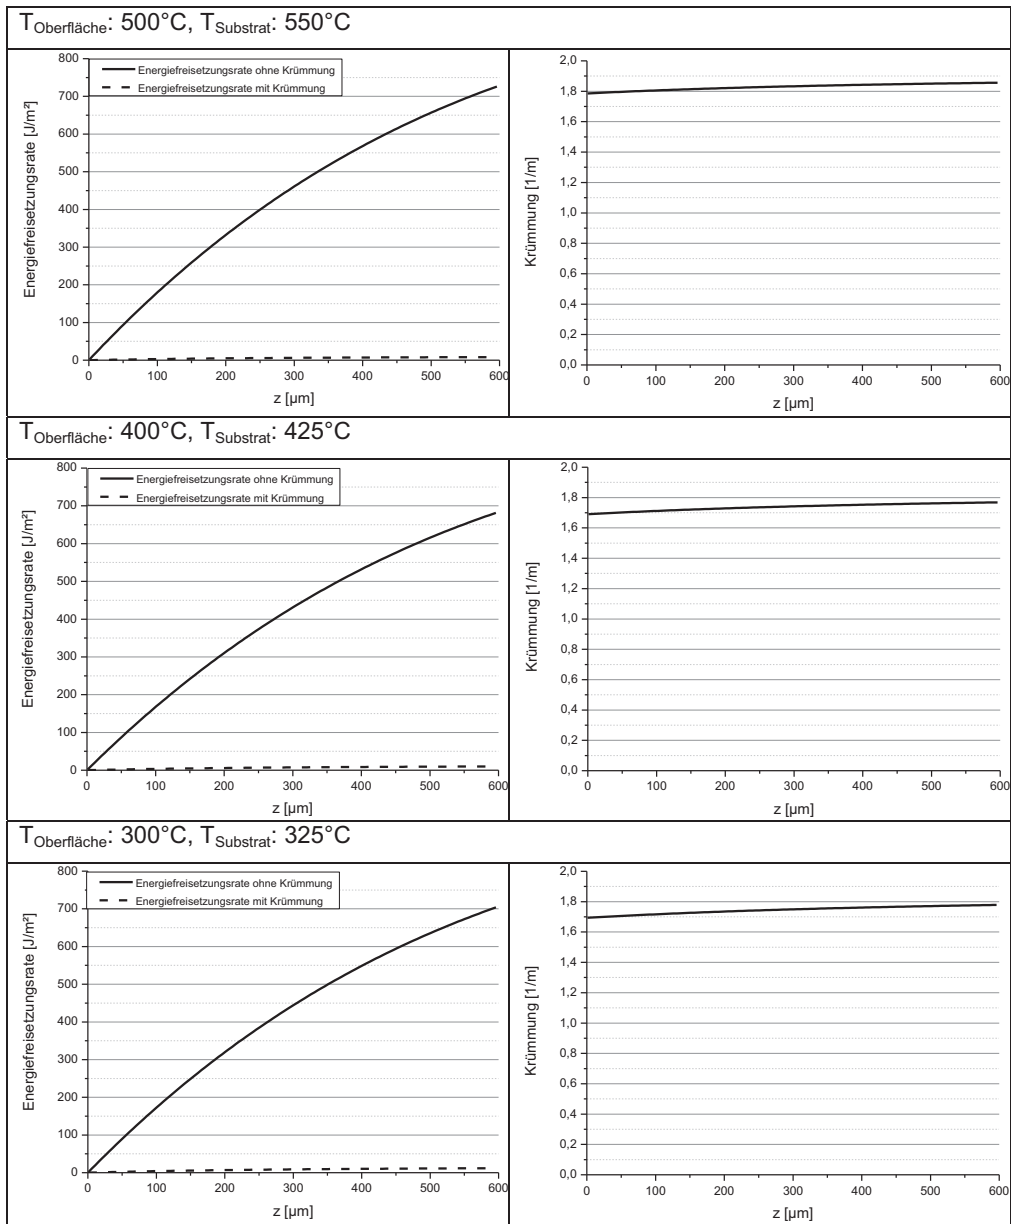 TOberfläche: 500°C, TSubstrat: 550°C
Energiefreisetzungsrate [J/m²]
800
700
600
500
400
300
200
100
0
Energiefreisetzungsrate ohne Krümmung
Energiefreisetzungsrate mit Krümmung
0 100 200 300 400 500 600
z [µm]
Krümmung [1/m]
2,0
1,8
1,6
1,4
1,2
1,0
0,8
0,6
0,4
0,2
0,0
0 100 200 300 400 500 600
z [µm]
TOberfläche: 400°C, TSubstrat: 425°C
Energiefreisetzungsrate [J/m²]
800
700
600
500
400
300
200
100
0
Energiefreisetzungsrate ohne Krümmung
Energiefreisetzungsrate mit Krümmung
0 100 200 300 400 500 600
z [µm]
Krümmung [1/m]
2,0
1,8
1,6
1,4
1,2
1,0
0,8
0,6
0,4
0,2
0,0
0 100 200 300 400 500 600
z [µm]
TOberfläche: 300°C, TSubstrat: 325°C
Energiefreisetzungsrate [J/m²]
800
700
600
500
400
300
200
100
0
Energiefreisetzungsrate ohne Krümmung
Energiefreisetzungsrate mit Krümmung
0 100 200 300 400 500 600
z [µm]
Krümmung [1/m]
2,0
1,8
1,6
1,4
1,2
1,0
0,8
0,6
0,4
0,2
0,0
0 100 200 300 400 500 600
z [µm]